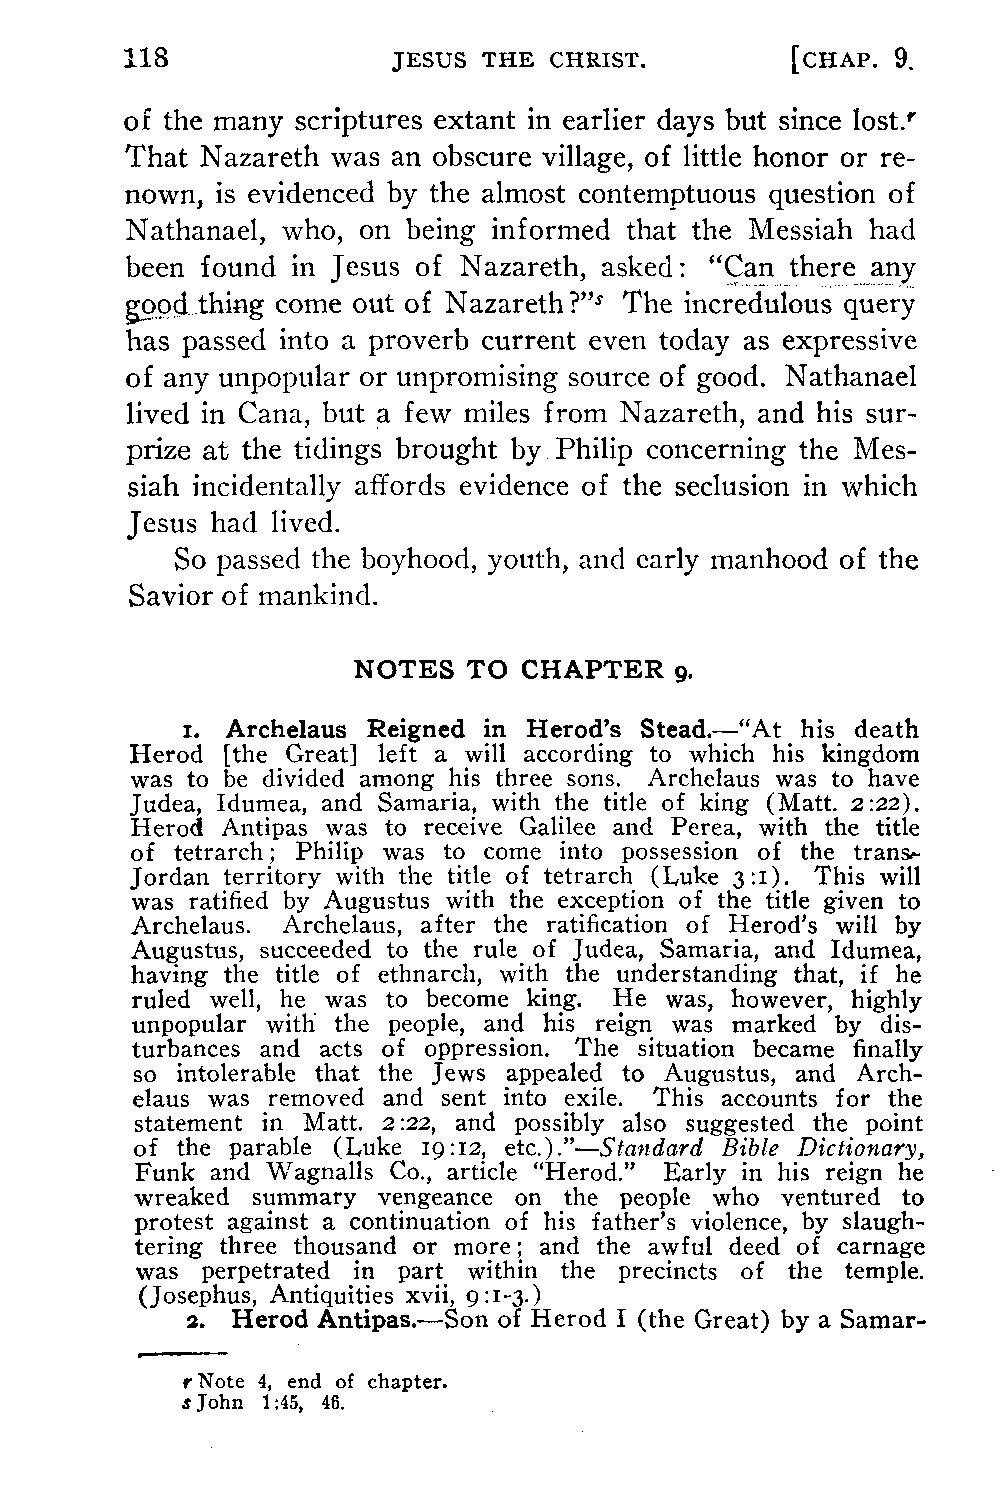 118 JESUS THE CHRIST. [CHAP. 9.
of the many scriptures extant in earlier days but since lost.r
That Nazareth was an obscure village, of little honor or re-
nown, is evidenced by the almost contemptuous question of
Nathanael, who, on being informed that the Messiah had
been found in Jesus of Nazareth, asked: “Can there any
good thing come out of Nazareth?”s The incredulous query
has passed into a proverb current even today as expressive
of any unpopular or unpromising source of good. Nathanael
lived in Cana, but a few miles from Nazareth, and his sur-
prize at the tidings brought by Philip concerning the Mes-
siah incidentally affords evidence of the seclusion in which
Jesus had lived.
So passed the boyhood, youth, and early manhood of the
Savior of mankind.
NOTES TO CHAPTER 9.
1. Archelaus Reigned in Herod's Stead.—“At his death
Herod [the Great] left a will according to which his kingdom
was to be divided among his three sons. Archelaus was to have
Judea, Idumea, and Samaria, with the title of king (Matt. 2:22).
Herod Antipas was to receive Galilee and Perea, with the title
of tetrarch; Philip was to come into possession of the trans-
Jordan territory with the title of tetrarch (Luke 3:1). This will
was ratified by Augustus with the exception of the title given to
Archelaus. Archelaus, after the ratification of Herod's will by
Augustus, succeeded to the rule of Judea, Samaria, and Idumea,
having the title of ethnarch, with the understanding that, if he
ruled well, he was to become king. He was, however, highly
unpopular with the people, and his reign was marked by dis-
turbances and acts of oppression. The situation became finally
so intolerable that the Jews appealed to Augustus, and Arch-
elaus was removed and sent into exile. This accounts for the
statement in Matt. 2:22, and possibly also suggested the point
of the parable (Luke 19:12, etc.).”—Standard Bible Dictionary,
Funk and Wagnalls Co., article “Herod.” Early in his reign he
wreaked summary vengeance on the people who ventured to
protest against a continuation of his father's violence, by slaugh-
tering three thousand or more; and the awful deed of carnage
was perpetrated in part within the precincts of the temple.
(Josephus, Antiquities xvii, 9:1-3.)
2. Herod Antipas.—Son of Herod I (the Great) by a Samar-
r Note 4, end of chapter.
s John 1:45, 46.